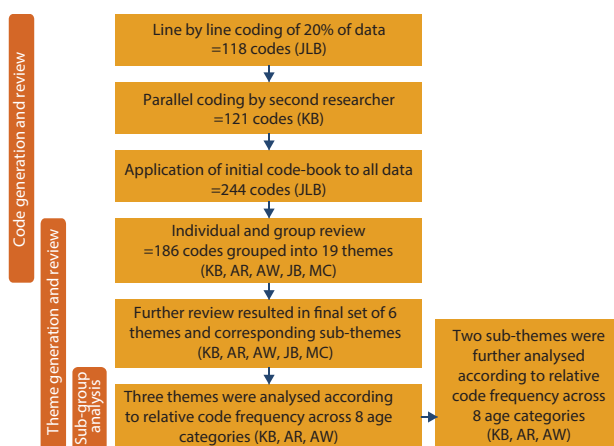 Code generation and review
Theme generation and review
Sub-group
analysis
Line by line coding of 20% of data
=118 codes (JLB)
Parallel coding by second researcher
=121 codes (KB)
Application of initial code-book to all data
=244 codes (JLB)
Individual and group review
=186 codes grouped into 19 themes
(KB, AR, AW, JB, MC)
Further review resulted in final set of 6
themes and corresponding sub-themes
(KB, AR, AW, JB, MC)
Three themes were analysed according
to relative code frequency across 8 age
categories (KB, AR, AW)
Two sub-themes were
further analysed
according to relative
code frequency across
8 age categories
(KB, AR, AW)